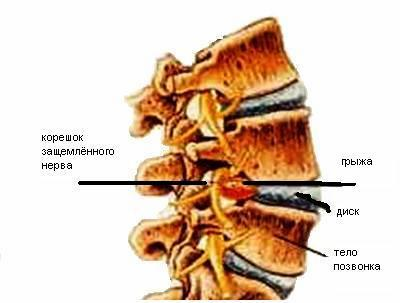 корешок
защемлённого
нерва
грыжа
диск
тело
позвонка